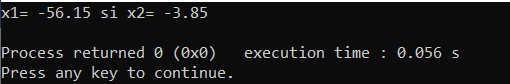 x1= -56.15 si x2= -3.85
Process returned 0 (0x0)   execution time : 0.056 s
Press any key to continue.